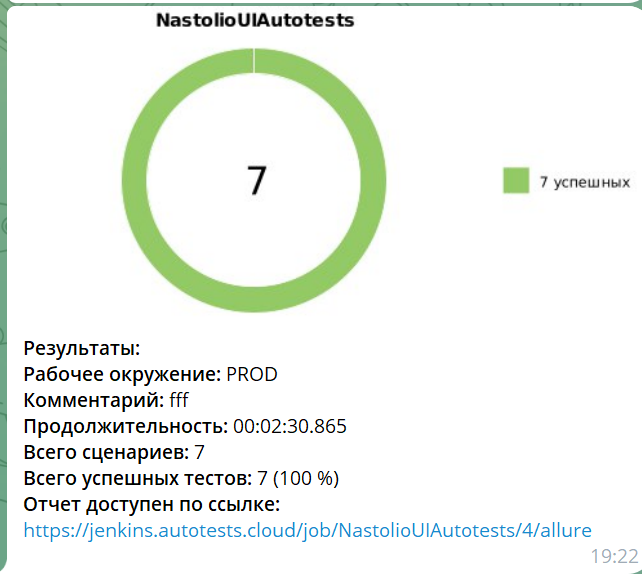 NastolioUIAutotests
7
7 успешных
Результаты:
Рабочее окружение: PROD
Комментарий: fff
Продолжительность: 00:02:30.865
Всего сценариев: 7
Всего успешных тестов: 7 (100 %)
Отчет доступен по ссылке:
https://jenkins.autotests.cloud/job/NastolioUIAutotests/4/allure
19:22